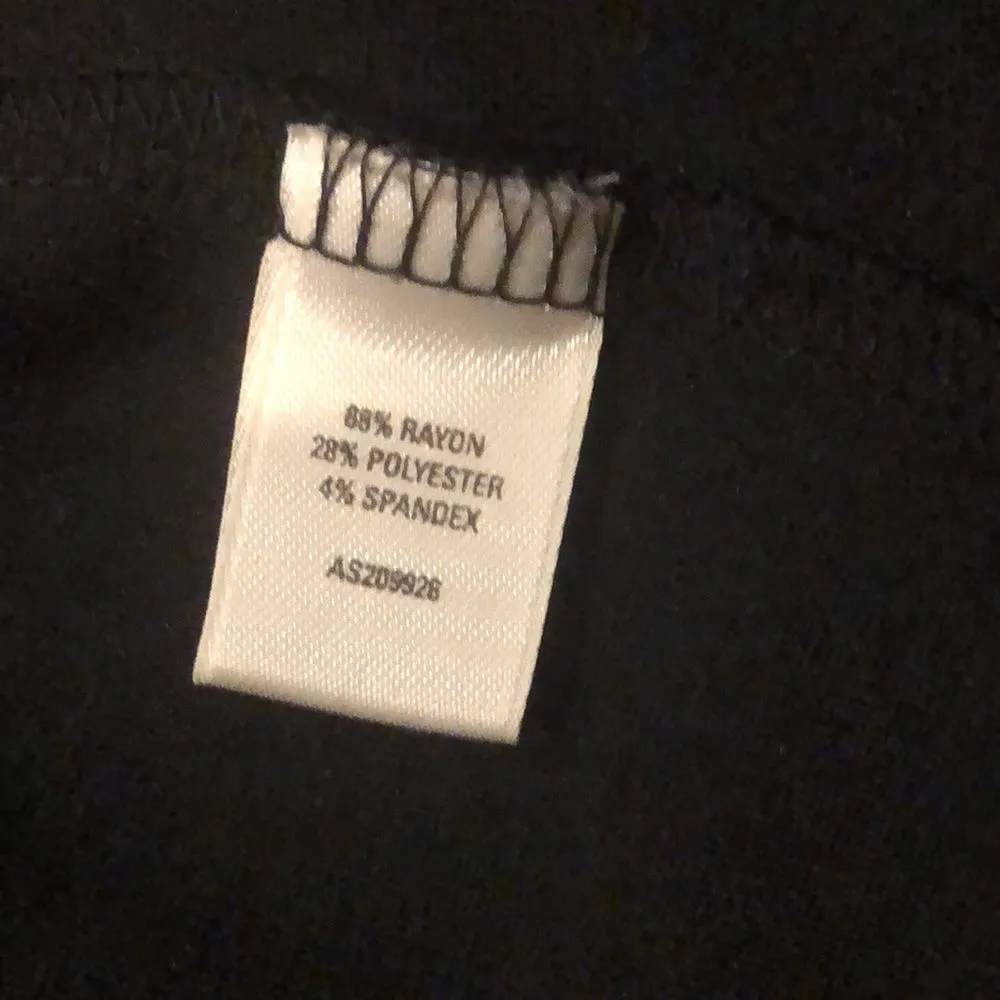 68% RAYON
28% POLYESTER
4% SPANDEX
AS209926